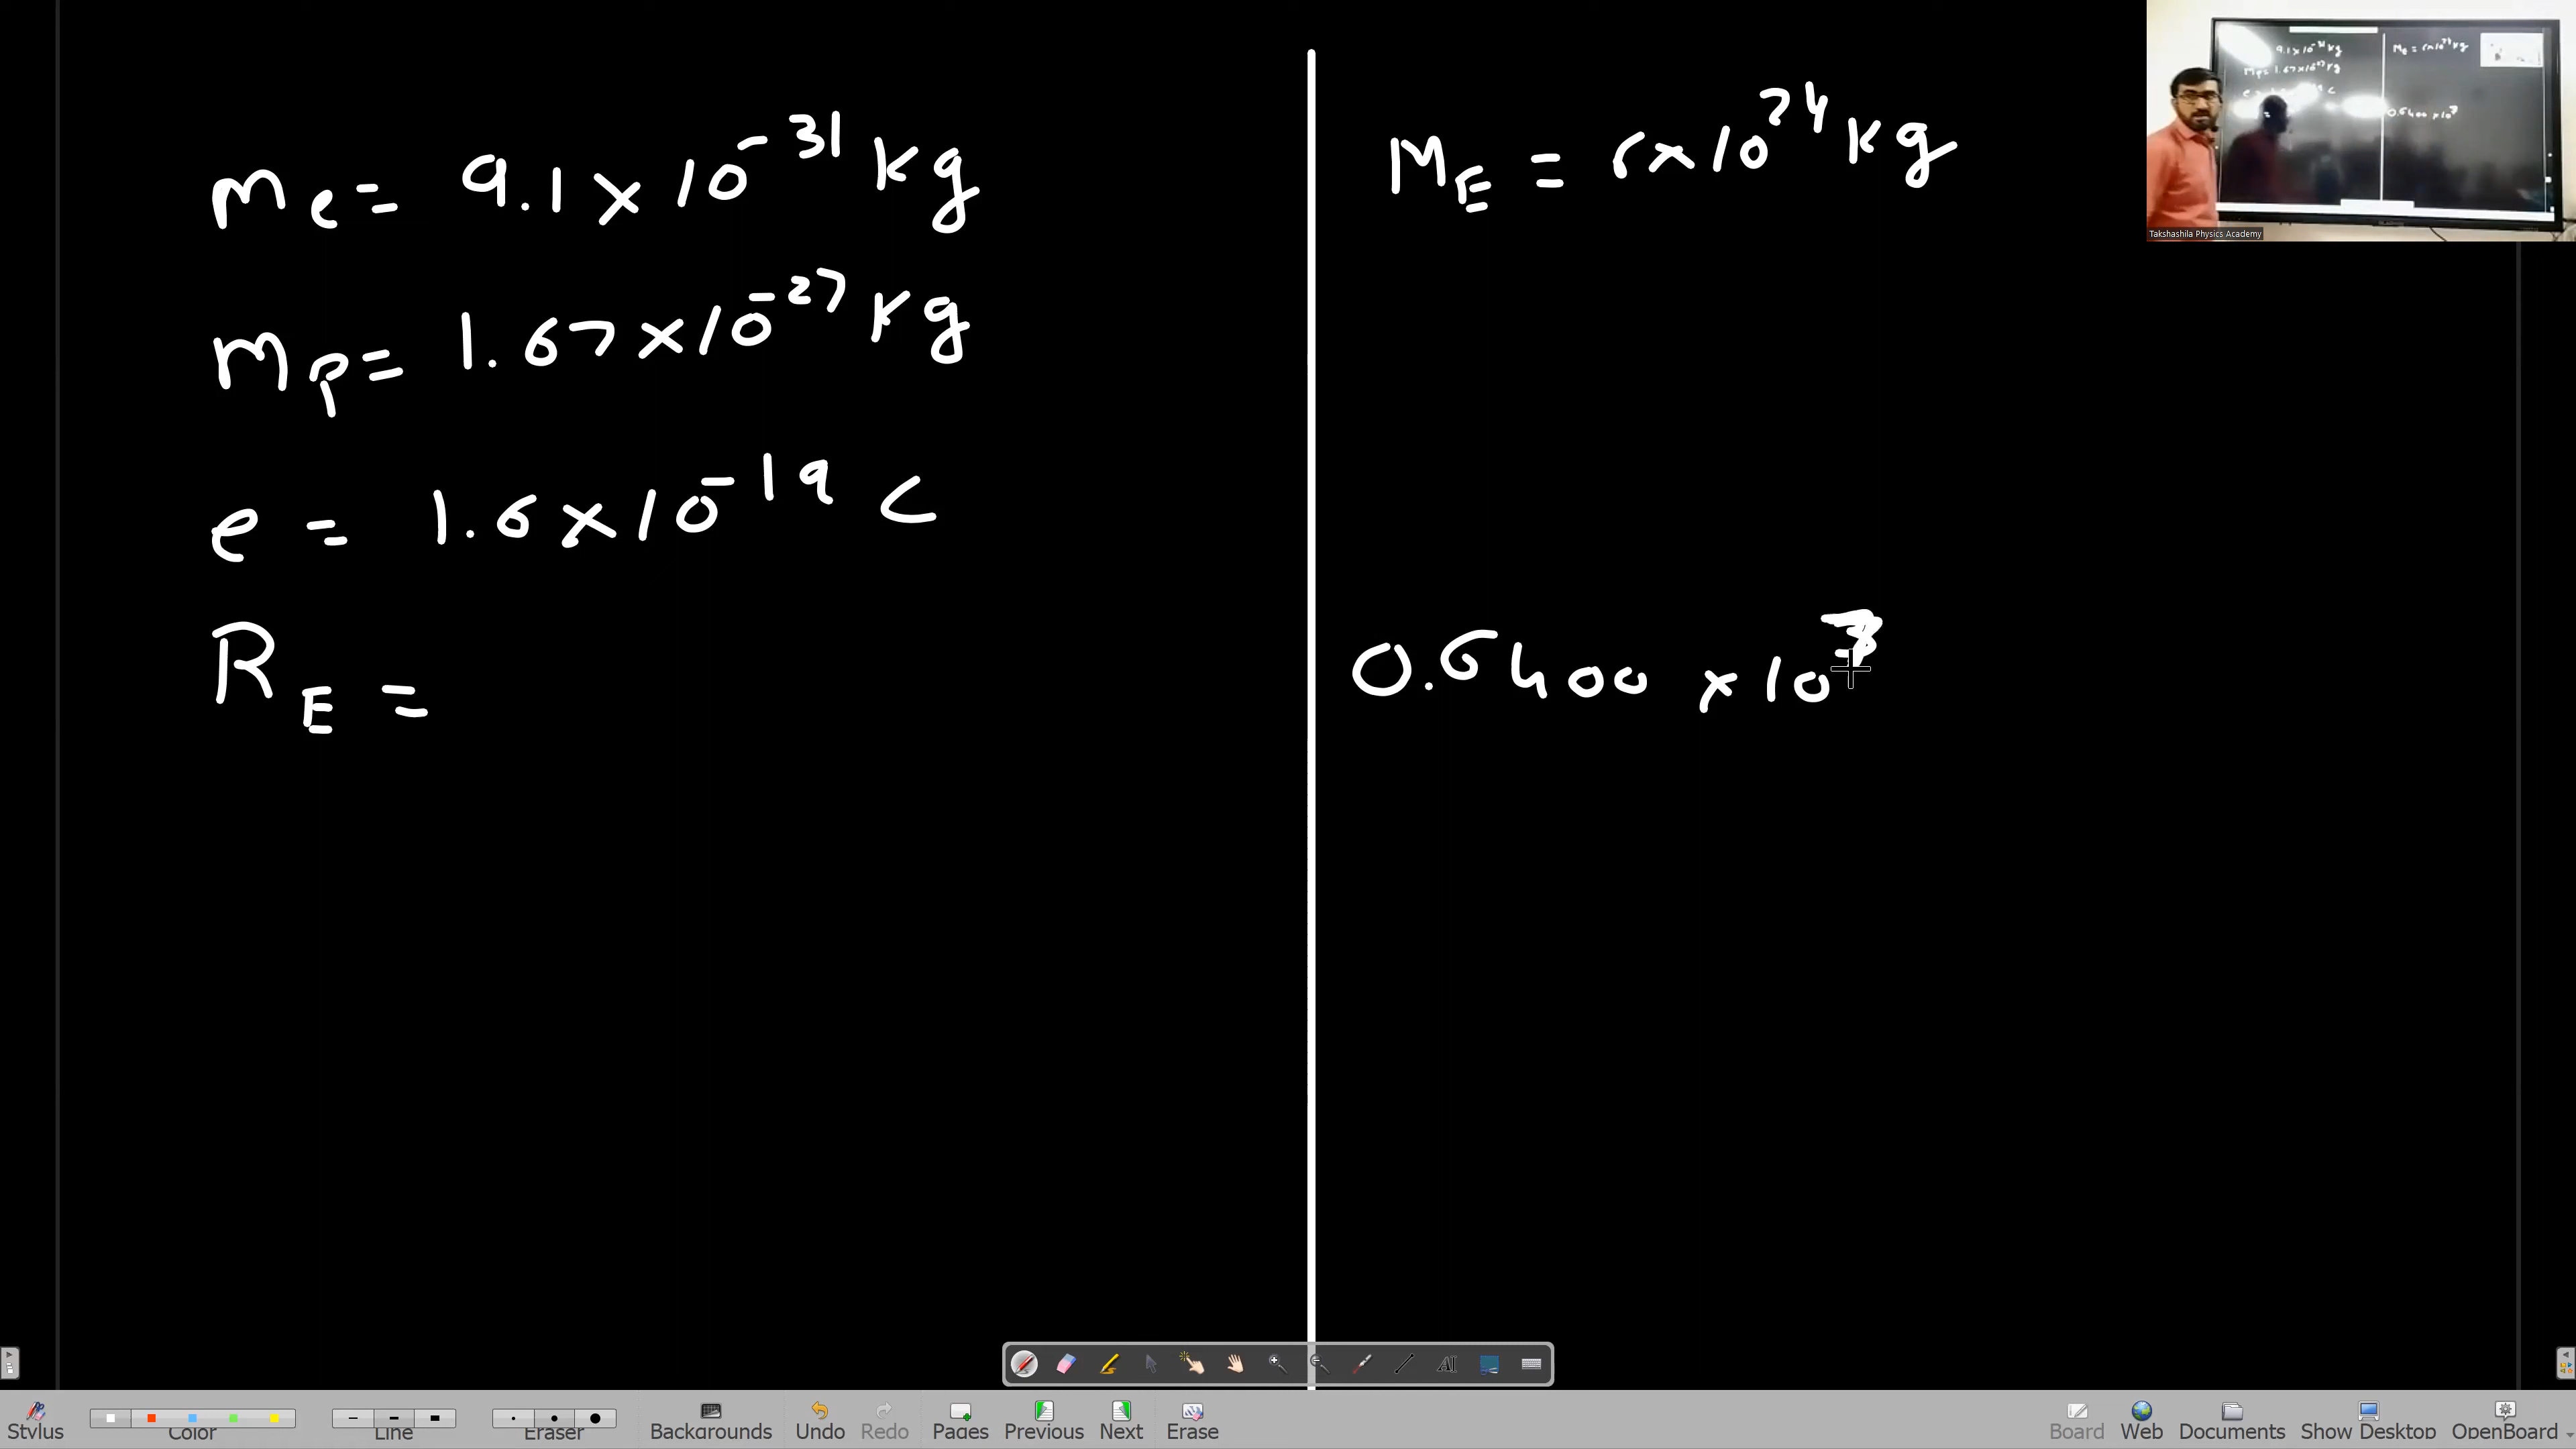 me = 9.1 × 10⁻³¹ kg
mp = 1.67 × 10⁻²⁷ kg
e = 1.6 × 10⁻¹⁹ C
R_E =
M_E = 6 × 10²⁴ kg
0.6400 × 10⁷
Takshashila Physics Academy
Stylus Color Line Eraser Backgrounds Undo Redo Pages Previous Next Erase Board Web Documents Show Desktop OpenBoard